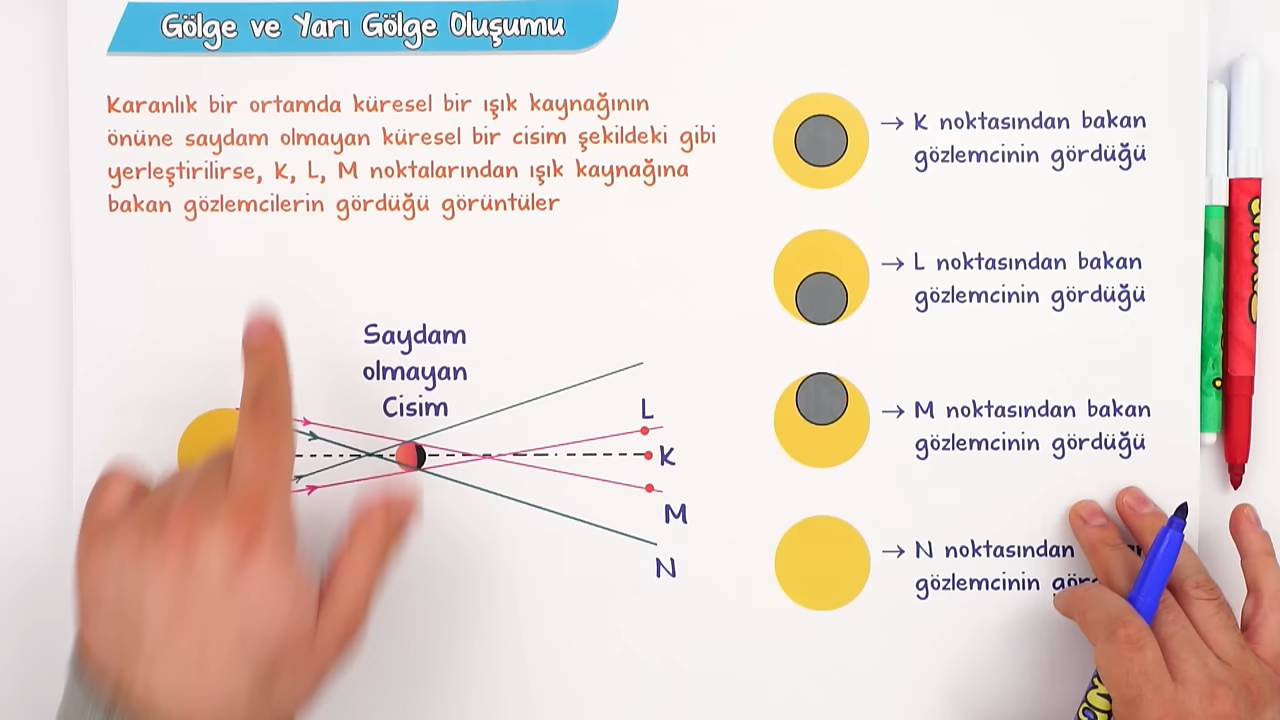 Gölge ve Yarı Gölge Oluşumu
Karanlık bir ortamda küresel bir ışık kaynağının
önüne saydam olmayan küresel bir cisim şekildeki gibi
yerleştirilirse, K, L, M noktalarından ışık kaynağına
bakan gözlemcilerin gördüğü görüntüler
Saydam
olmayan
Cisim
L
K
M
N
→ K noktasından bakan
gözlemcinin gördüğü
→ L noktasından bakan
gözlemcinin gördüğü
→ M noktasından bakan
gözlemcinin gördüğü
→ N noktasından
gözlemcinin